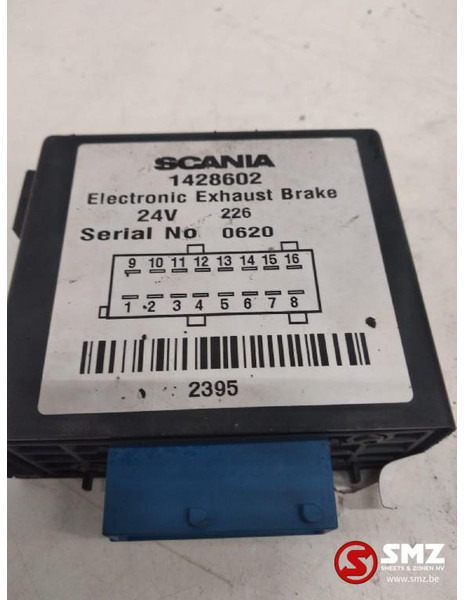 SCANIA
1428602
Electronic Exhaust Brake
24V 226
Serial No 0620
9 10 11 12 13 14 15 16
1 2 3 4 5 6 7 8
2395
SMZ
SMEETS & ZONEN NV
www.smz.be